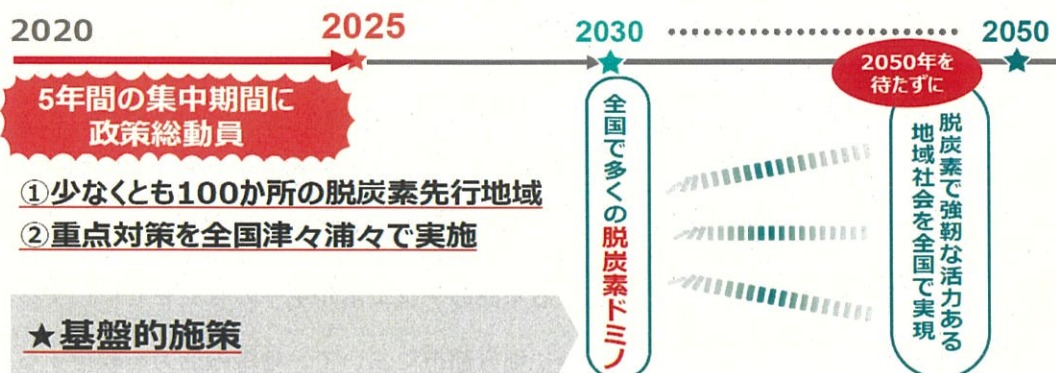 2020
2025
2030
2050
5年間の集中期間に
政策総動員
①少なくとも100か所の脱炭素先行地域
②重点対策を全国津々浦々で実施
★基盤的施策
全国で多くの脱炭素ドミノ
2050年を
待たずに
脱炭素で強靭な活力ある
地域社会を全国で実現